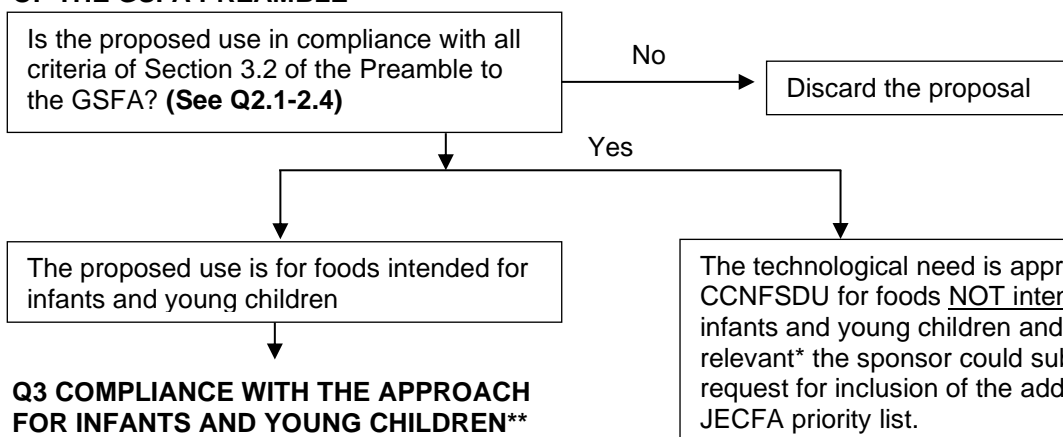 OF THE GSFA PREAMBLE
Is the proposed use in compliance with all
criteria of Section 3.2 of the Preamble to
the GSFA? (See Q2.1-2.4)
No
Discard the proposal
Yes
The proposed use is for foods intended for
infants and young children
The technological need is appr
CCNFSDU for foods NOT inter
infants and young children and
relevant* the sponsor could sub
request for inclusion of the add
JECFA priority list.
Q3 COMPLIANCE WITH THE APPROACH
FOR INFANTS AND YOUNG CHILDREN**